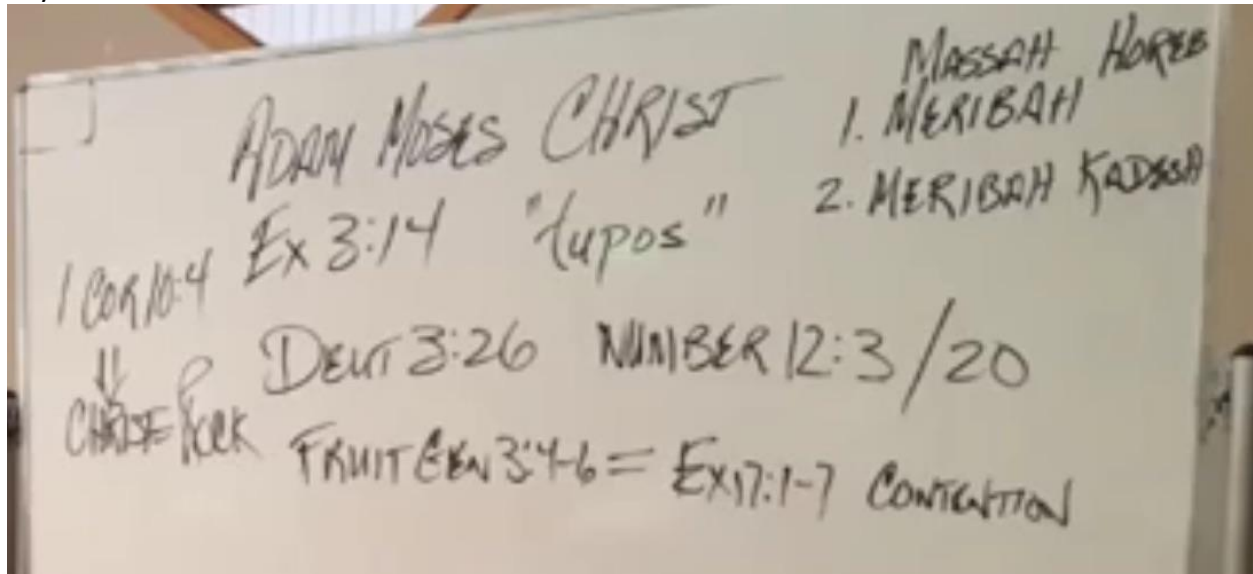 MASSAH HOREB
ADAM MOSES CHRIST
1. MERIBAH
Ex 3:14 "tupos"
2. MERIBAH KADESH
1 COR 10:4
DEUT 3:26 NUMBER 12:3/20
ROCK
FRUIT GEN 3:4-6 = EX 17:1-7 CONTENTION